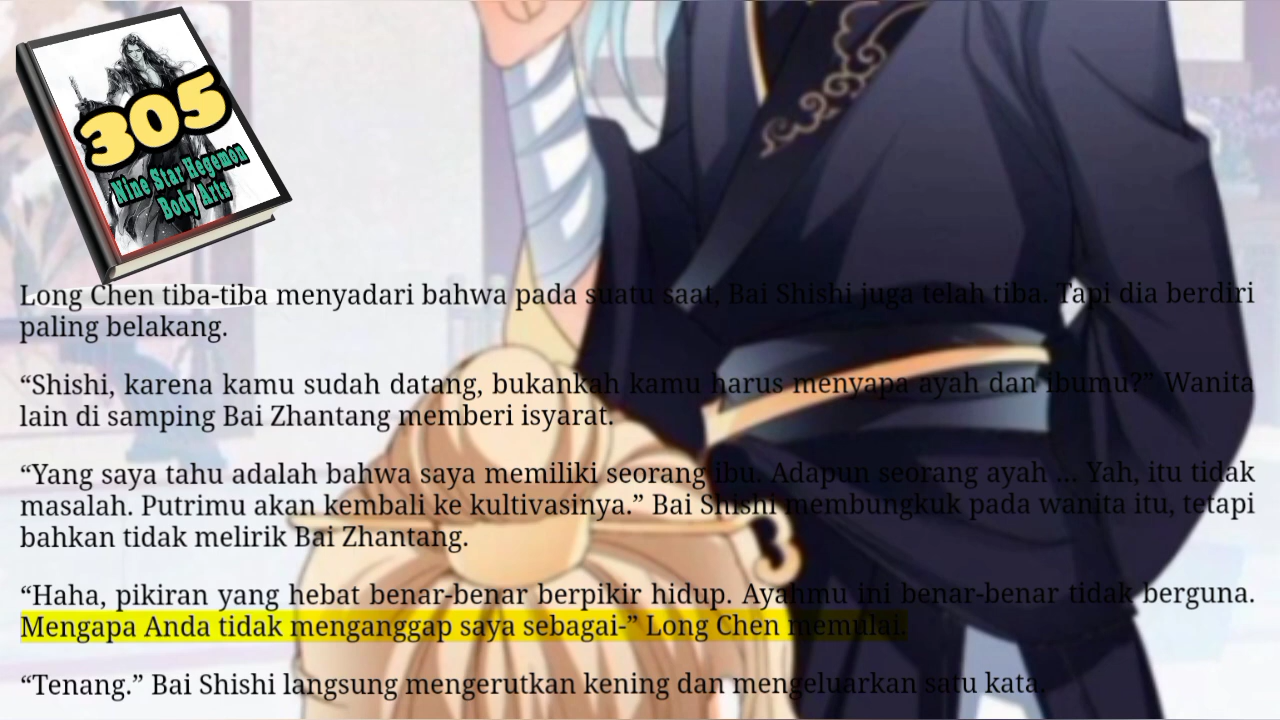 305
Nine Star Hegemon
Body Arts
Long Chen tiba-tiba menyadari bahwa pada suatu saat, Bai Shishi juga telah tiba. Tapi dia berdiri
paling belakang.
“Shishi, karena kamu sudah datang, bukankah kamu harus menyapa ayah dan ibumu?” Wanita
lain di samping Bai Zhantang memberi isyarat.
“Yang saya tahu adalah bahwa saya memiliki seorang ibu. Adapun seorang ayah ... Yah, itu tidak
masalah. Putrimu akan kembali ke kultivasinya.” Bai Shishi membungkuk pada wanita itu, tetapi
bahkan tidak melirik Bai Zhantang.
“Haha, pikiran yang hebat benar-benar berpikir hidup. Ayahmu ini benar-benar tidak berguna.
Mengapa Anda tidak menganggap saya sebagai-” Long Chen memulai.
“Tenang.” Bai Shishi langsung mengerutkan kening dan mengeluarkan satu kata.